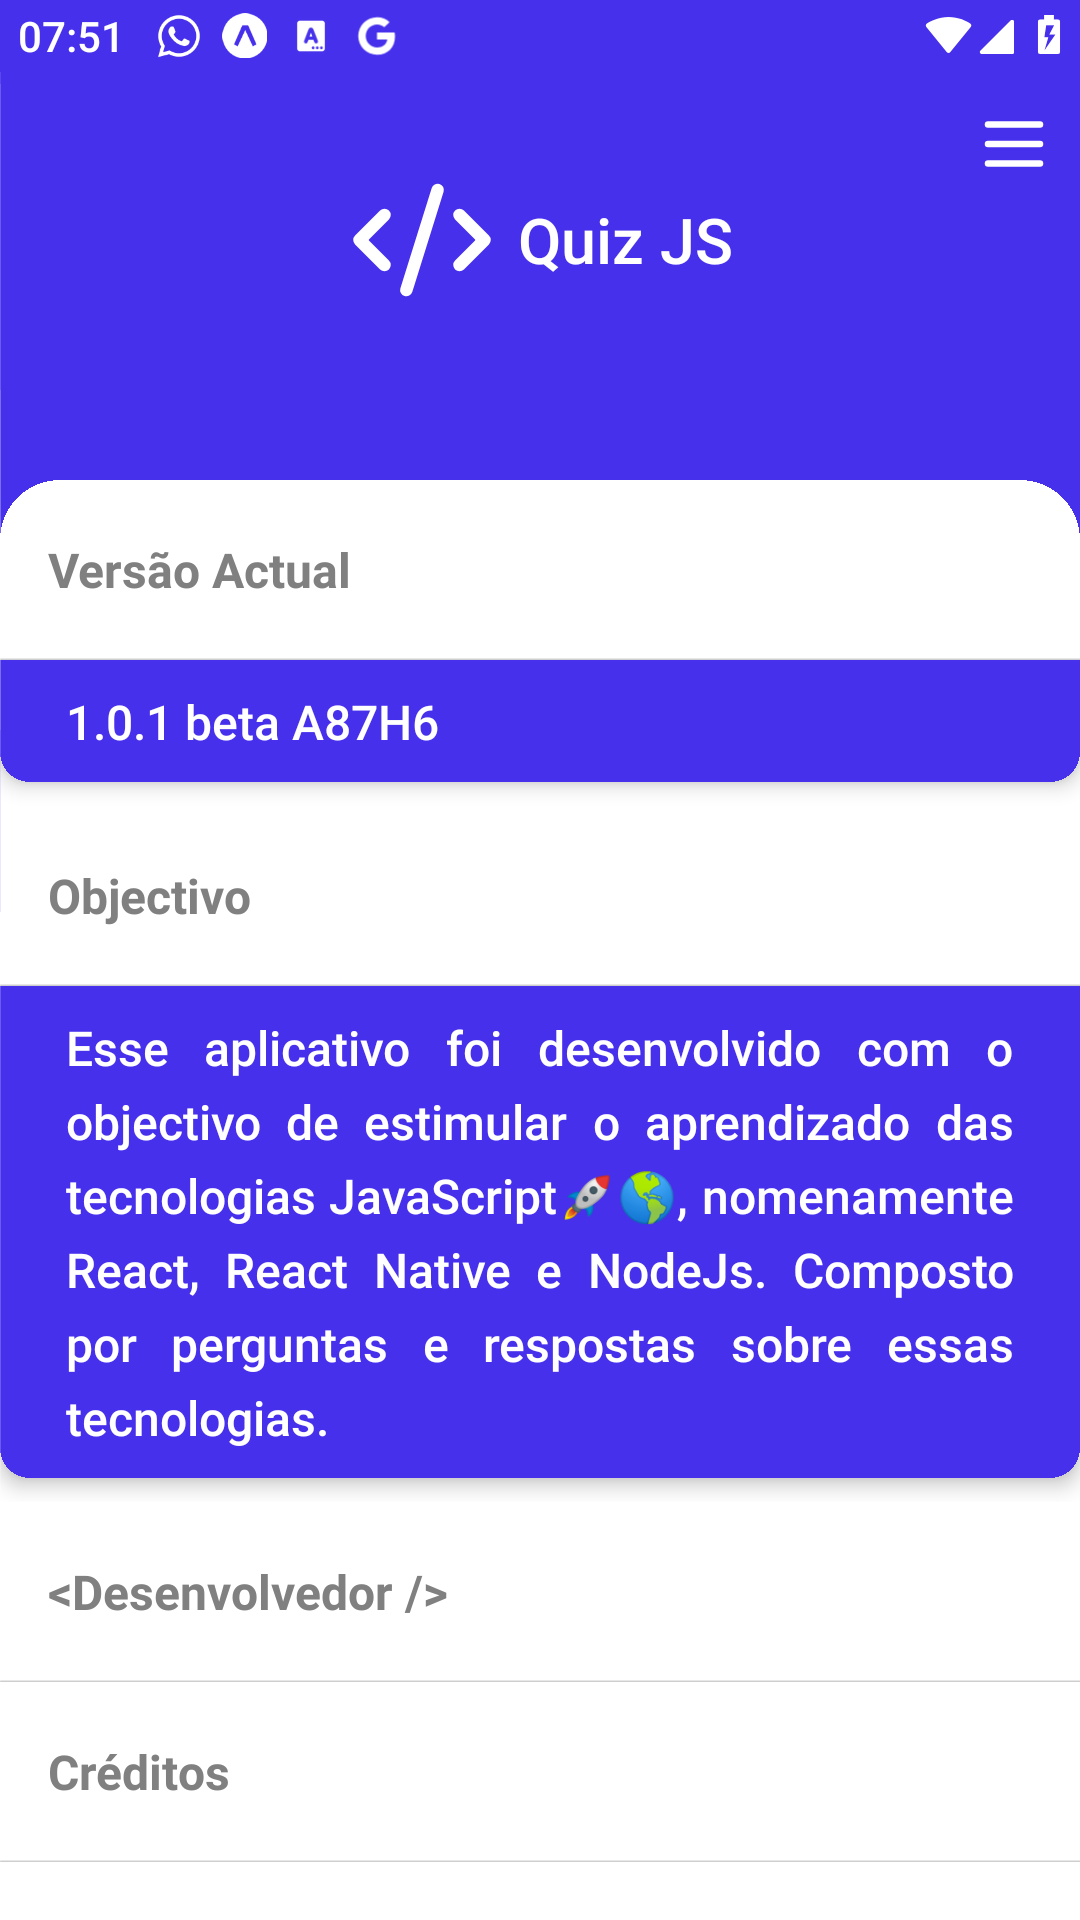 07:51
</> Quiz JS
Versão Actual
1.0.1 beta A87H6
Objectivo
Esse aplicativo foi desenvolvido com o
objectivo de estimular o aprendizado das
tecnologias JavaScript🚀🌎, nomenamente
React, React Native e NodeJs. Composto
por perguntas e respostas sobre essas
tecnologias.
<Desenvolvedor />
Créditos